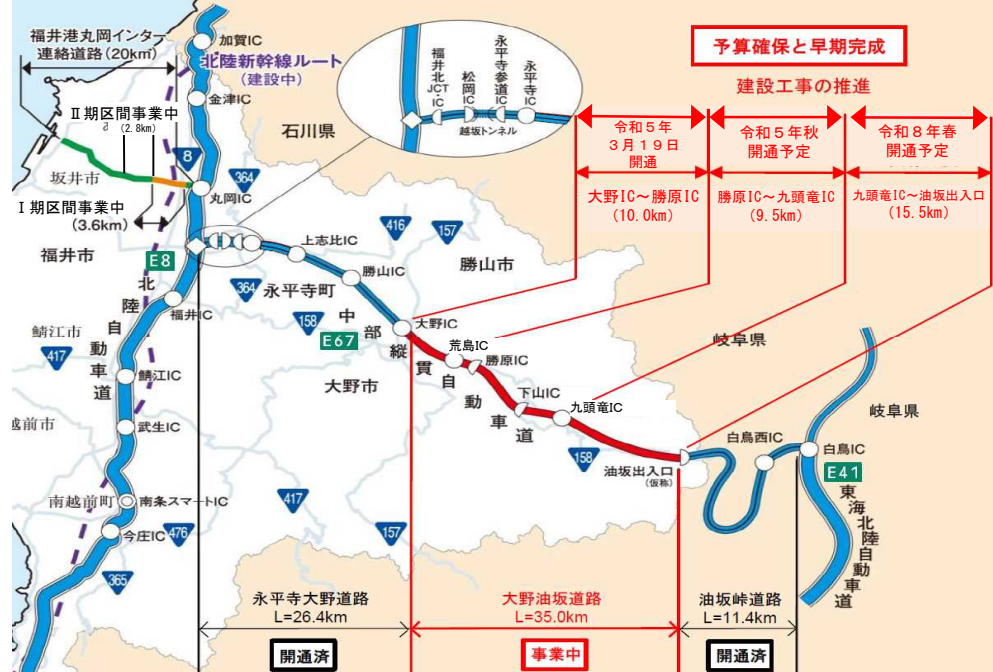 福井港丸岡インター
連絡道路(20km)
加賀IC
北陸新幹線ルート
(建設中)
金津IC
石川県
Ⅱ期区間事業中
(2.8km)
8
坂井市
364
丸岡IC
Ⅰ期区間事業中
(3.6km)
福井市
E8
福井北
JCT・
IC
松岡
IC
永平寺
参道
IC
永平寺
IC
越坂トンネル
予算確保と早期完成
建設工事の推進
令和5年
3月19日
開通
令和5年秋
開通予定
令和8年春
開通予定
大野IC~勝原IC
(10.0km)
勝原IC~九頭竜IC
(9.5km)
九頭竜IC~油坂出入口
(15.5km)
416
157
上志比IC
勝山市
勝山IC
364
永平寺町
158
E67
中部縦貫自動車道
大野IC
荒島IC
勝原IC
大野市
下山IC
九頭竜IC
岐阜県
岐阜県
北陸自動車道
福井IC
鯖江市
417
鯖江IC
越前市
武生IC
158
油坂出入口
(仮称)
白鳥西IC
白鳥IC
E41
東海北陸自動車道
南越前町
南条スマートIC
417
今庄IC
476
157
365
永平寺大野道路
L=26.4km
大野油坂道路
L=35.0km
油坂峠道路
L=11.4km
開通済
事業中
開通済